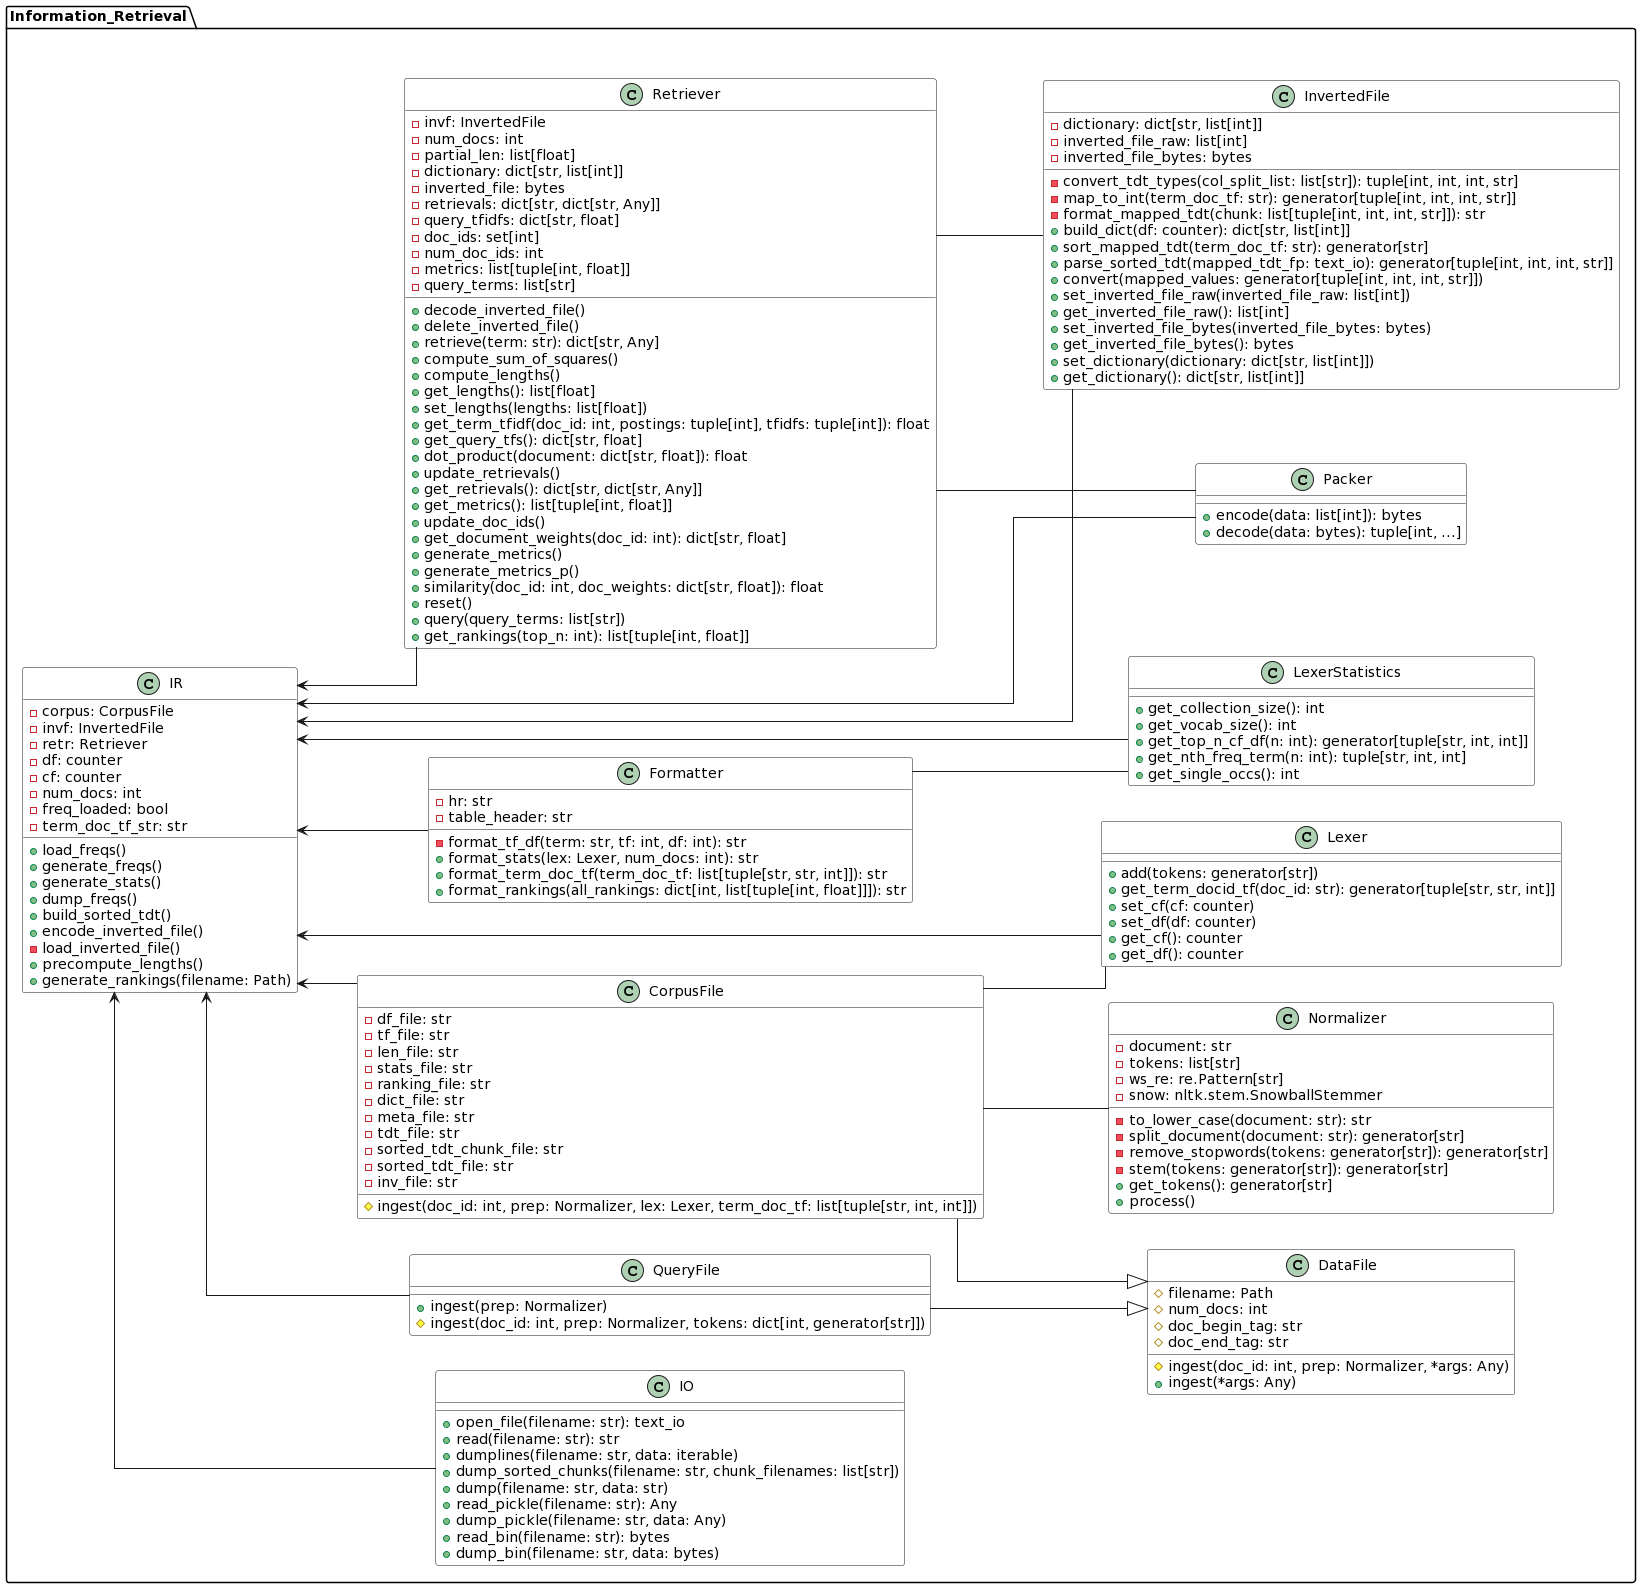 Information_Retrieval
C Retriever
invf: InvertedFile
num_docs: int
partial_len: list[float]
dictionary: dict[str, list[int]]
inverted_file: bytes
retrievals: dict[str, dict[str, Any]]
query_tfidfs: dict[str, float]
doc_ids: set[int]
num_doc_ids: int
metrics: list[tuple[int, float]]
query_terms: list[str]
decode_inverted_file()
delete_inverted_file()
retrieve(term: str): dict[str, Any]
compute_sum_of_squares()
compute_lengths()
get_lengths(): list[float]
set_lengths(lengths: list[float])
get_term_tfidf(doc_id: int, postings: tuple[int], tfidfs: tuple[int]): float
get_query_tfs(): dict[str, float]
dot_product(document: dict[str, float]): float
update_retrievals()
get_retrievals(): dict[str, dict[str, Any]]
get_metrics(): list[tuple[int, float]]
update_doc_ids()
get_document_weights(doc_id: int): dict[str, float]
generate_metrics()
generate_metrics_p()
similarity(doc_id: int, doc_weights: dict[str, float]): float
reset()
query(query_terms: list[str])
get_rankings(top_n: int): list[tuple[int, float]]
C InvertedFile
dictionary: dict[str, list[int]]
inverted_file_raw: list[int]
inverted_file_bytes: bytes
convert_tdt_types(col_split_list: list[str]): tuple[int, int, int, str]
map_to_int(term_doc_tf: str): generator[tuple[int, int, int, str]]
format_mapped_tdt(chunk: list[tuple[int, int, int, str]]): str
build_dict(df: counter): dict[str, list[int]]
sort_mapped_tdt(term_doc_tf: str): generator[str]
parse_sorted_tdt(mapped_tdt_fp: text_io): generator[tuple[int, int, int, str]]
convert(mapped_values: generator[tuple[int, int, int, str]])
set_inverted_file_raw(inverted_file_raw: list[int])
get_inverted_file_raw(): list[int]
set_inverted_file_bytes(inverted_file_bytes: bytes)
get_inverted_file_bytes(): bytes
set_dictionary(dictionary: dict[str, list[int]])
get_dictionary(): dict[str, list[int]]
C Packer
encode(data: list[int]): bytes
decode(data: bytes): tuple[int, ...]
C IR
corpus: CorpusFile
invf: InvertedFile
retr: Retriever
df: counter
cf: counter
num_docs: int
freq_loaded: bool
term_doc_tf_str: str
load_freqs()
generate_freqs()
generate_stats()
dump_freqs()
build_sorted_tdt()
encode_inverted_file()
load_inverted_file()
precompute_lengths()
generate_rankings(filename: Path)
C LexerStatistics
get_collection_size(): int
get_vocab_size(): int
get_top_n_cf_df(n: int): generator[tuple[str, int, int]]
get_nth_freq_term(n: int): tuple[str, int, int]
get_single_occs(): int
C Formatter
hr: str
table_header: str
format_tf_df(term: str, tf: int, df: int): str
format_stats(lex: Lexer, num_docs: int): str
format_term_doc_tf(term_doc_tf: list[tuple[str, str, int]]): str
format_rankings(all_rankings: dict[int, list[tuple[int, float]]]): str
C Lexer
add(tokens: generator[str])
get_term_docid_tf(doc_id: str): generator[tuple[str, str, int]]
set_cf(cf: counter)
set_df(df: counter)
get_cf(): counter
get_df(): counter
C CorpusFile
df_file: str
tf_file: str
len_file: str
stats_file: str
ranking_file: str
dict_file: str
meta_file: str
tdt_file: str
sorted_tdt_chunk_file: str
sorted_tdt_file: str
inv_file: str
ingest(doc_id: int, prep: Normalizer, lex: Lexer, term_doc_tf: list[tuple[str, int, int]])
C Normalizer
document: str
tokens: list[str]
ws_re: re.Pattern[str]
snow: nltk.stem.SnowballStemmer
to_lower_case(document: str): str
split_document(document: str): generator[str]
remove_stopwords(tokens: generator[str]): generator[str]
stem(tokens: generator[str]): generator[str]
get_tokens(): generator[str]
process()
C QueryFile
ingest(prep: Normalizer)
ingest(doc_id: int, prep: Normalizer, tokens: dict[int, generator[str]])
C DataFile
filename: Path
num_docs: int
doc_begin_tag: str
doc_end_tag: str
ingest(doc_id: int, prep: Normalizer, *args: Any)
ingest(*args: Any)
C IO
open_file(filename: str): text_io
read(filename: str): str
dumplines(filename: str, data: iterable)
dump_sorted_chunks(filename: str, chunk_filenames: list[str])
dump(filename: str, data: str)
read_pickle(filename: str): Any
dump_pickle(filename: str, data: Any)
read_bin(filename: str): bytes
dump_bin(filename: str, data: bytes)